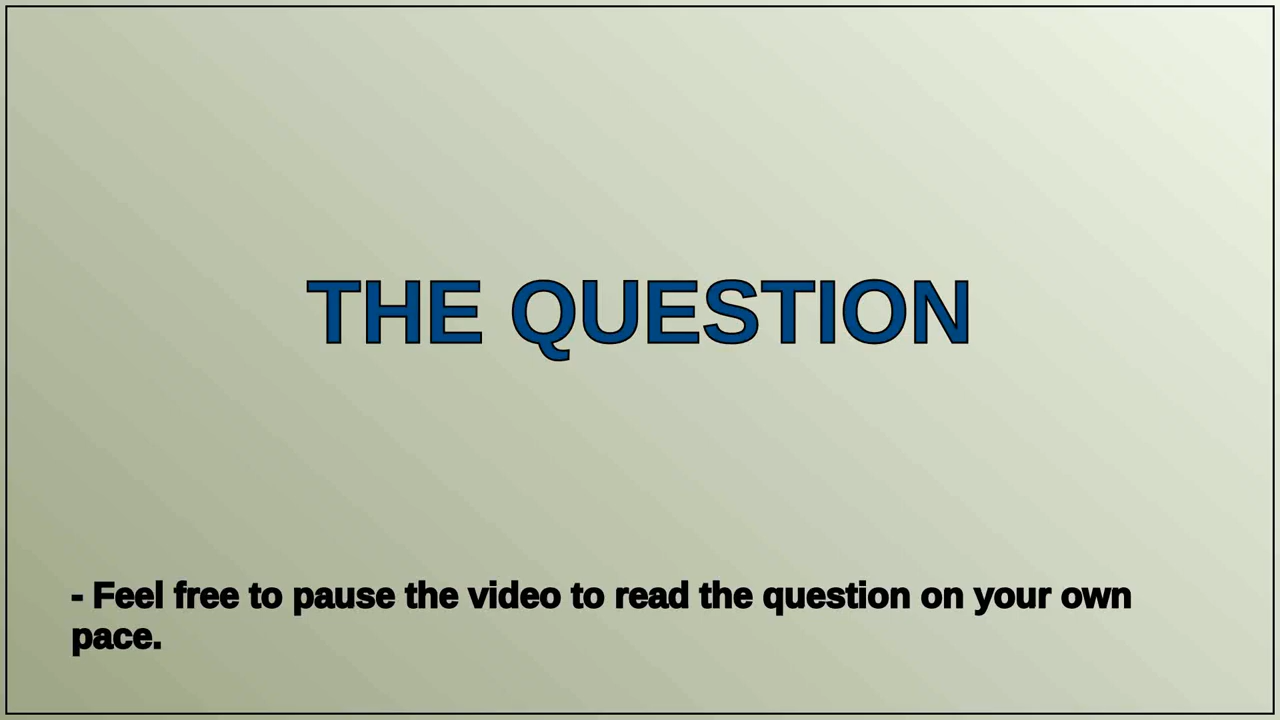 THE QUESTION
- Feel free to pause the video to read the question on your own
pace.